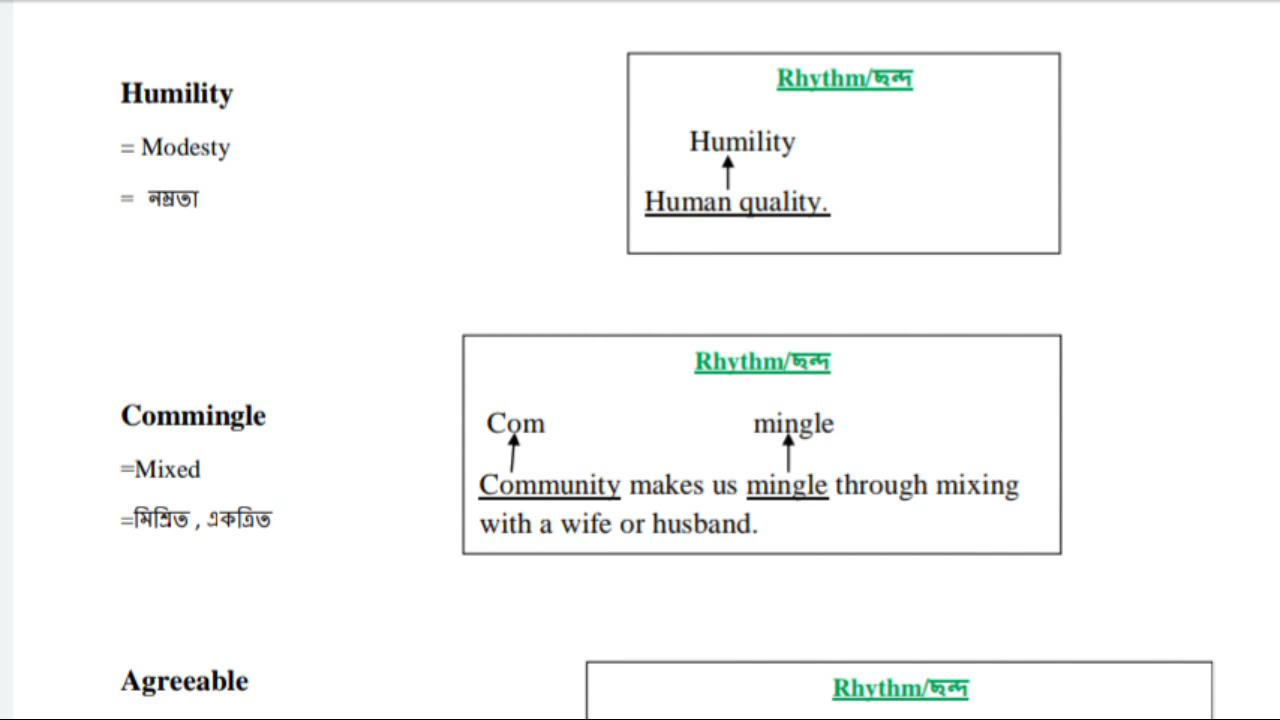 Humility
= Modesty
= নম্রতা
Rhythm/ছন্দ
Humility
Human quality.
Commingle
=Mixed
=মিশ্রিত , একত্রিত
Rhythm/ছন্দ
Com mingle
Community makes us mingle through mixing
with a wife or husband.
Agreeable
Rhythm/ছন্দ